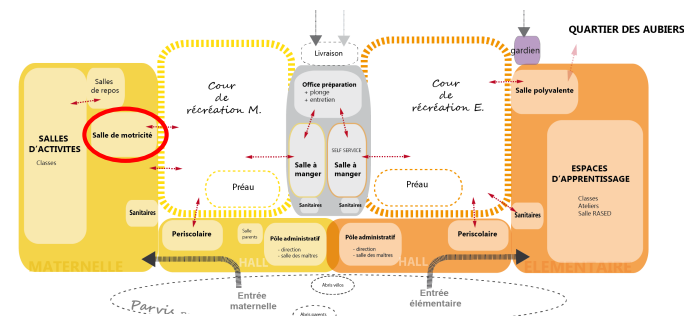 QUARTIER DES AUBIERS
Livraison
gardien
Salles
de repos
Cour
de
récréation M.
Office préparation
+ plonge
+ entretien
Cour
de
récréation E.
Salle polyvalente
SALLES
D'ACTIVITES
Classes
Salle de motricité
SELF SERVICE
Salle à
manger
Salle à
manger
ESPACES
D'APPRENTISSAGE
Classes
Ateliers
Salle RASED
Préau
Préau
Sanitaires
Sanitaires
Sanitaires
Sanitaires
Periscolaire
Salle
parents
Pôle administratif
- direction
- salle des maîtres
Pôle administratif
- direction
- salle des maîtres
Periscolaire
MATERNELLE
HALL
HALL
ELEMENTAIRE
Entrée
maternelle
Abris vélos
Entrée
élémentaire
Parvis
Abris parents